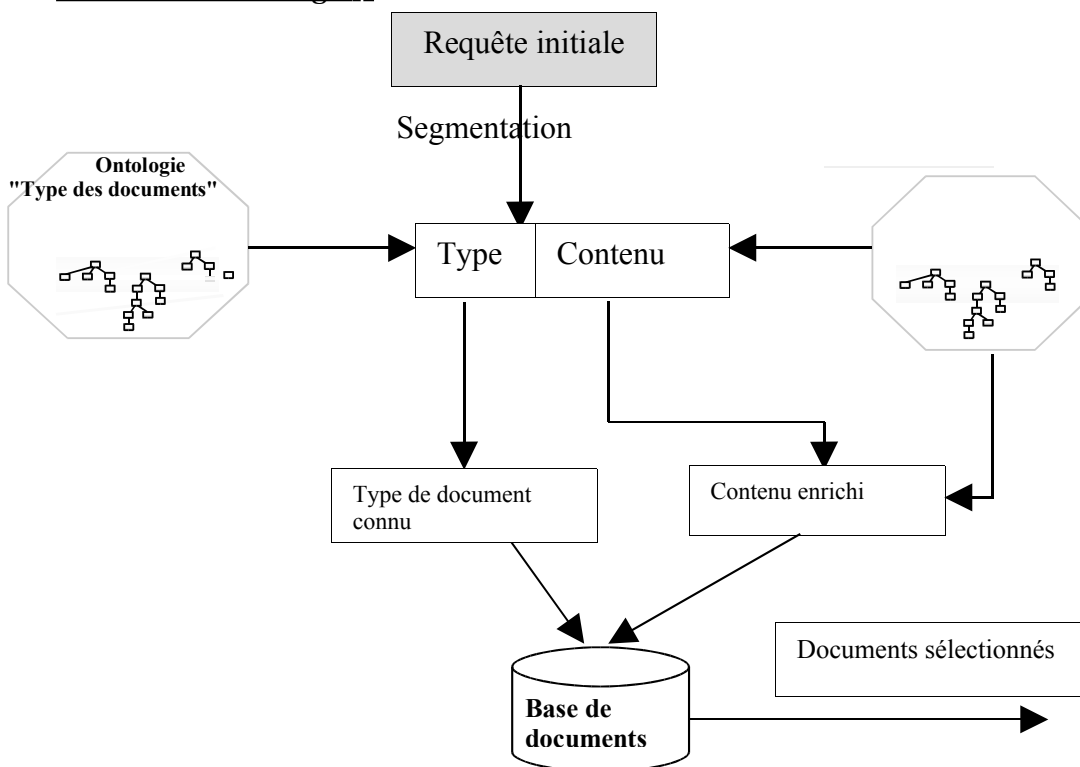 Requête initiale
Segmentation
Ontologie
"Type des documents"
Type
Contenu
Type de document
connu
Contenu enrichi
Documents sélectionnés
Base de
documents